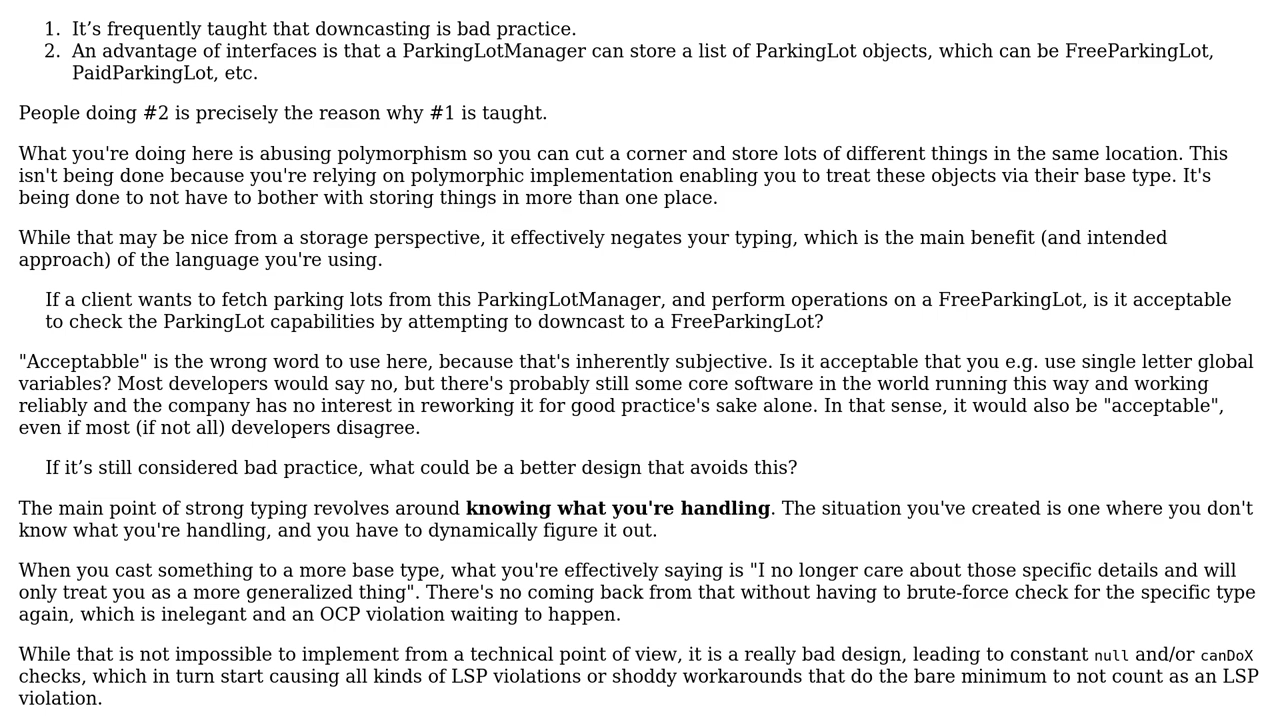 1. It’s frequently taught that downcasting is bad practice.
2. An advantage of interfaces is that a ParkingLotManager can store a list of ParkingLot objects, which can be FreeParkingLot,
PaidParkingLot, etc.
People doing #2 is precisely the reason why #1 is taught.
What you're doing here is abusing polymorphism so you can cut a corner and store lots of different things in the same location. This
isn't being done because you're relying on polymorphic implementation enabling you to treat these objects via their base type. It's
being done to not have to bother with storing things in more than one place.
While that may be nice from a storage perspective, it effectively negates your typing, which is the main benefit (and intended
approach) of the language you're using.
If a client wants to fetch parking lots from this ParkingLotManager, and perform operations on a FreeParkingLot, is it acceptable
to check the ParkingLot capabilities by attempting to downcast to a FreeParkingLot?
"Acceptabble" is the wrong word to use here, because that's inherently subjective. Is it acceptable that you e.g. use single letter global
variables? Most developers would say no, but there's probably still some core software in the world running this way and working
reliably and the company has no interest in reworking it for good practice's sake alone. In that sense, it would also be "acceptable",
even if most (if not all) developers disagree.
If it’s still considered bad practice, what could be a better design that avoids this?
The main point of strong typing revolves around knowing what you're handling. The situation you've created is one where you don't
know what you're handling, and you have to dynamically figure it out.
When you cast something to a more base type, what you're effectively saying is "I no longer care about those specific details and will
only treat you as a more generalized thing". There's no coming back from that without having to brute-force check for the specific type
again, which is inelegant and an OCP violation waiting to happen.
While that is not impossible to implement from a technical point of view, it is a really bad design, leading to constant null and/or canDoX
checks, which in turn start causing all kinds of LSP violations or shoddy workarounds that do the bare minimum to not count as an LSP
violation.